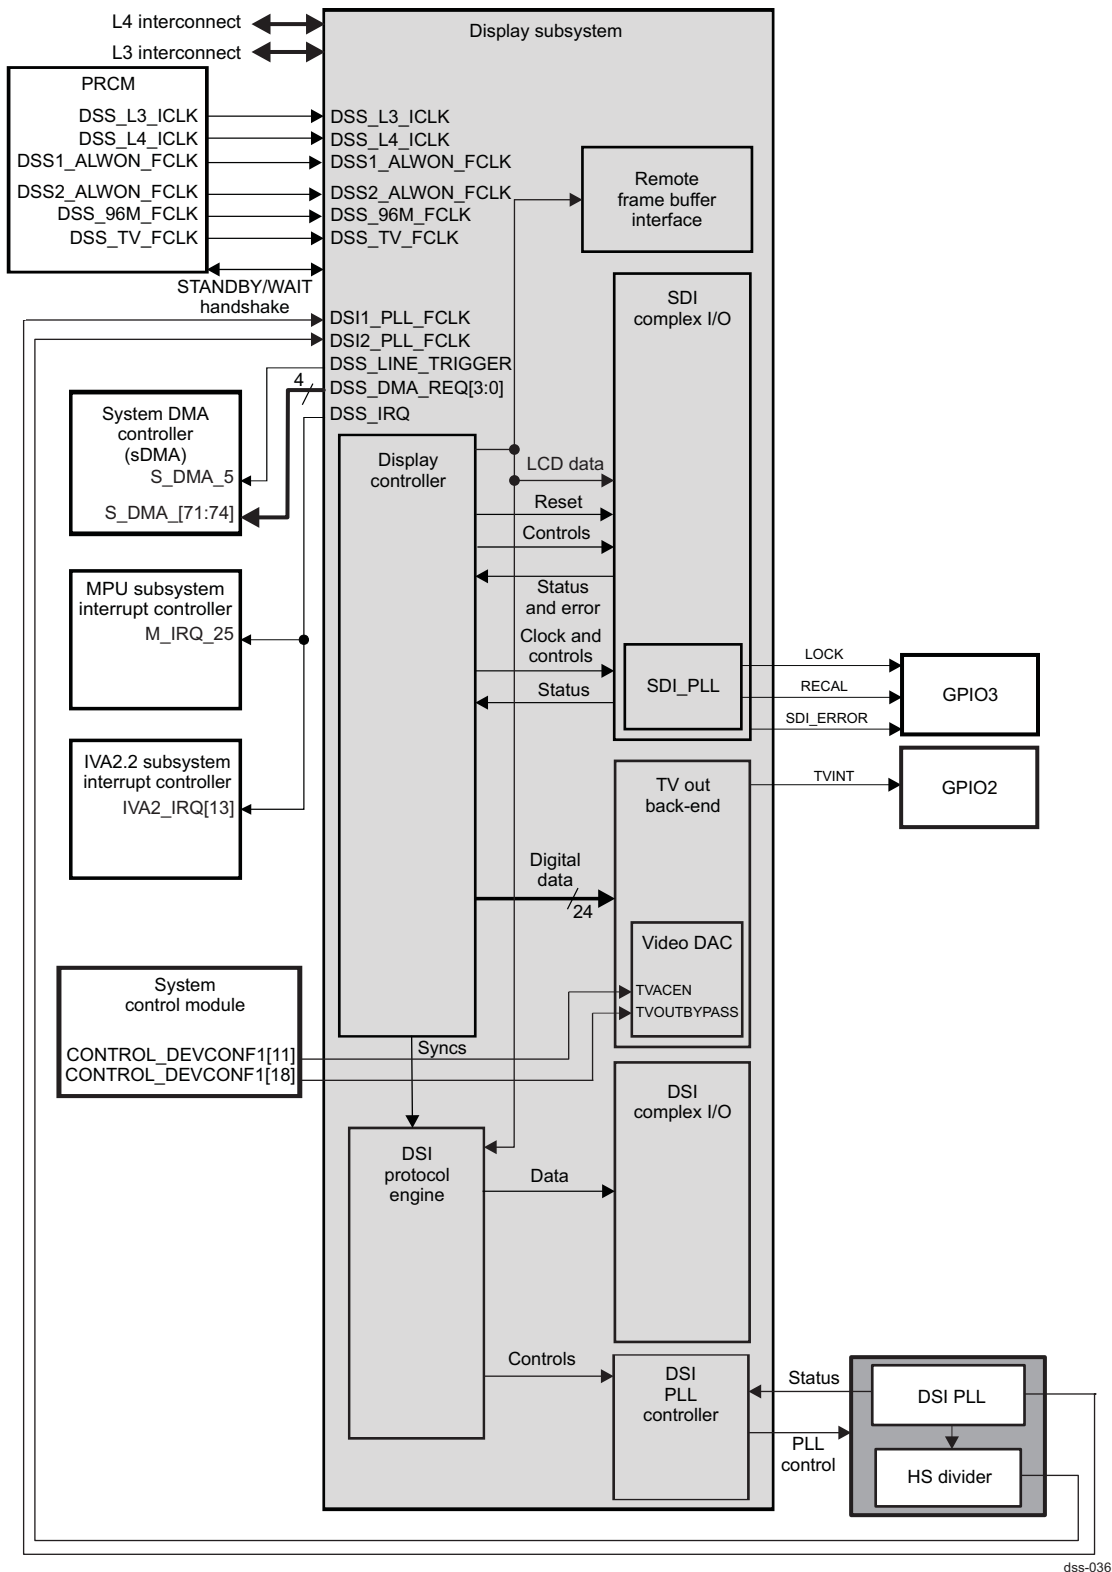 L4 interconnect
L3 interconnect
Display subsystem
PRCM
DSS_L3_ICLK
DSS_L4_ICLK
DSS1_ALWON_FCLK
DSS2_ALWON_FCLK
DSS_96M_FCLK
DSS_TV_FCLK
DSS_L3_ICLK
DSS_L4_ICLK
DSS1_ALWON_FCLK
DSS2_ALWON_FCLK
DSS_96M_FCLK
DSS_TV_FCLK
STANDBY/WAIT
handshake
DSI1_PLL_FCLK
DSI2_PLL_FCLK
DSS_LINE_TRIGGER
DSS_DMA_REQ[3:0]
DSS_IRQ
4
Remote
frame buffer
interface
SDI
complex I/O
System DMA
controller
(sDMA)
S_DMA_5
S_DMA_[71:74]
Display
controller
LCD data
Reset
Controls
Status
and error
Clock and
controls
Status
MPU subsystem
interrupt controller
M_IRQ_25
SDI_PLL
LOCK
RECAL
SDI_ERROR
GPIO3
IVA2.2 subsystem
interrupt controller
IVA2_IRQ[13]
TV out
back-end
TVINT
GPIO2
Digital
data
24
Video DAC
TVACEN
TVOUTBYPASS
System
control module
CONTROL_DEVCONF1[11]
CONTROL_DEVCONF1[18]
Syncs
DSI
complex I/O
DSI
protocol
engine
Data
Controls
DSI
PLL
controller
Status
PLL
control
DSI PLL
HS divider
dss-036